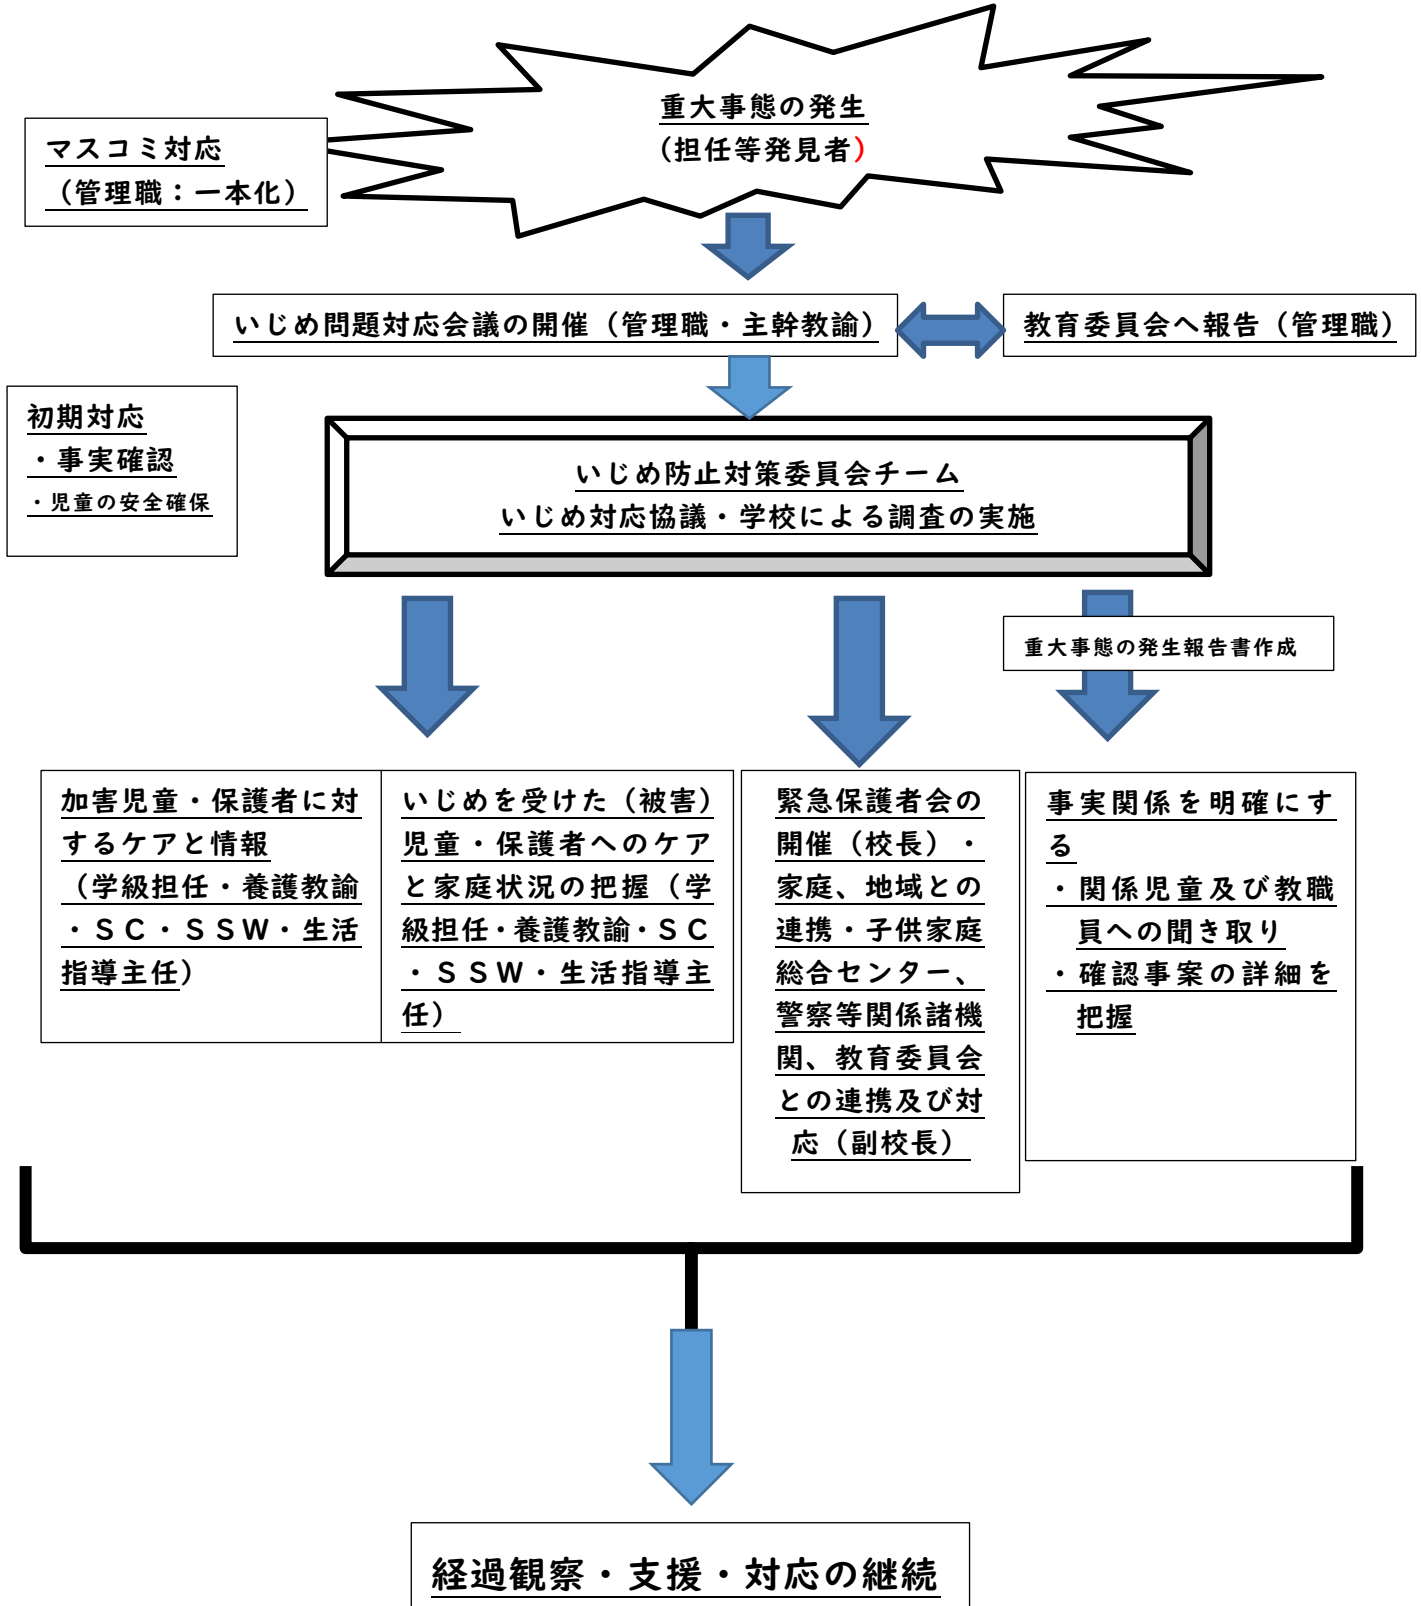 重大事態の発生
（担任等発見者）
マスコミ対応
（管理職：一本化）
いじめ問題対応会議の開催（管理職・主幹教諭）
教育委員会へ報告（管理職）
初期対応
・事実確認
・児童の安全確保
いじめ防止対策委員会チーム
いじめ対応協議・学校による調査の実施
重大事態の発生報告書作成
加害児童・保護者に対
するケアと情報
（学級担任・養護教諭
・ＳＣ・ＳＳＷ・生活
指導主任）
いじめを受けた（被害）
児童・保護者へのケア
と家庭状況の把握（学
級担任・養護教諭・ＳＣ
・ＳＳＷ・生活指導主
任）
緊急保護者会の
開催（校長）・
家庭、地域との
連携・子供家庭
総合センター、
警察等関係諸機
関、教育委員会
との連携及び対
応（副校長）
事実関係を明確にす
る
・関係児童及び教職
員への聞き取り
・確認事案の詳細を
把握
経過観察・支援・対応の継続